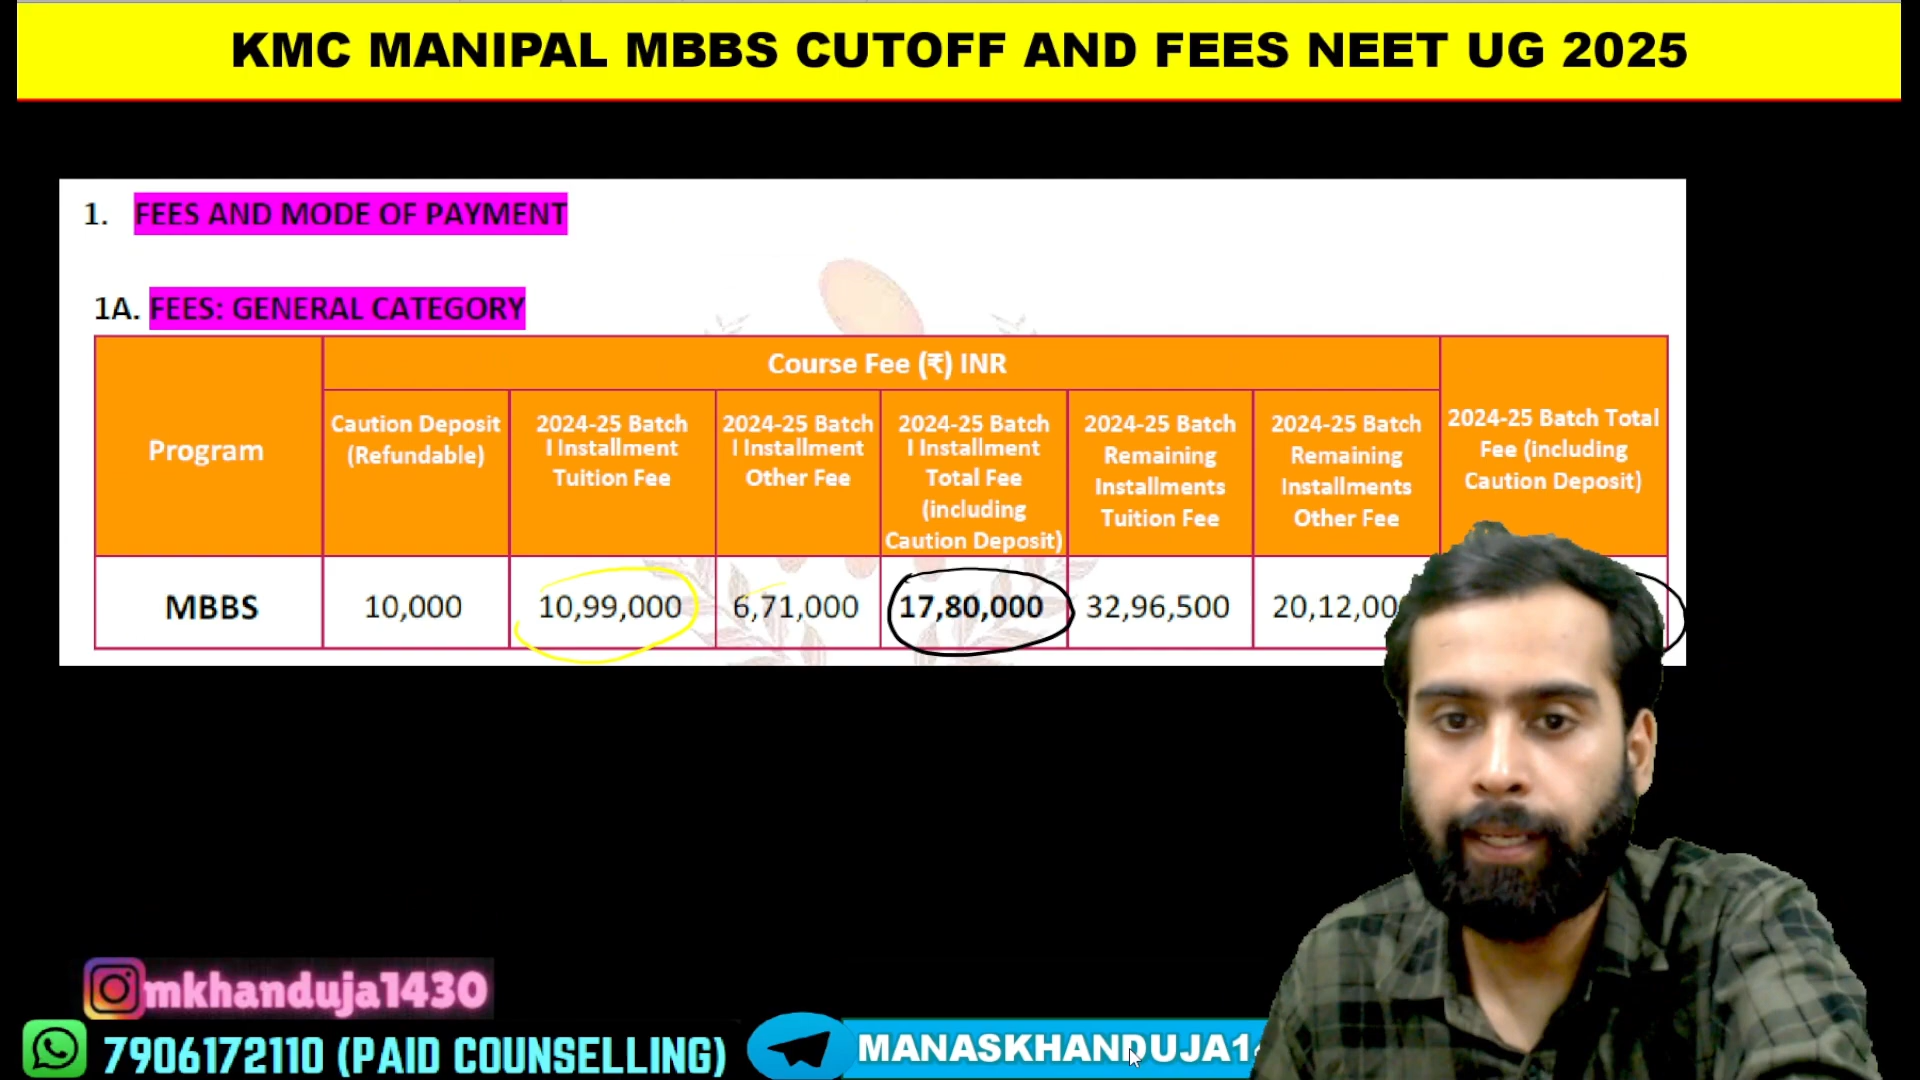 KMC MANIPAL MBBS CUTOFF AND FEES NEET UG 2025
1. FEES AND MODE OF PAYMENT
1A. FEES: GENERAL CATEGORY
Program
Course Fee (₹) INR
Caution Deposit
(Refundable)
2024-25 Batch
I Installment
Tuition Fee
2024-25 Batch
I Installment
Other Fee
2024-25 Batch
I Installment
Total Fee
(including
Caution Deposit)
2024-25 Batch
Remaining
Installments
Tuition Fee
2024-25 Batch
Remaining
Installments
Other Fee
2024-25 Batch Total
Fee (including
Caution Deposit)
MBBS 10,000 10,99,000 6,71,000 17,80,000 32,96,500
mkhanduja1430
7906172110 (PAID COUNSELLING)